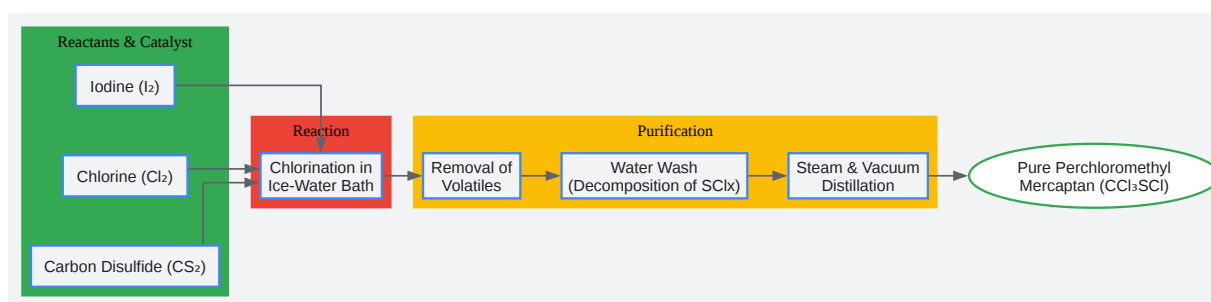 Reactants & Catalyst
Iodine (I₂)
Chlorine (Cl₂)
Carbon Disulfide (CS₂)
Reaction
Chlorination in
Ice-Water Bath
Purification
Removal of
Volatiles
Water Wash
(Decomposition of SClx)
Steam & Vacuum
Distillation
Pure Perchloromethyl
Mercaptan (CCl₃SCl)